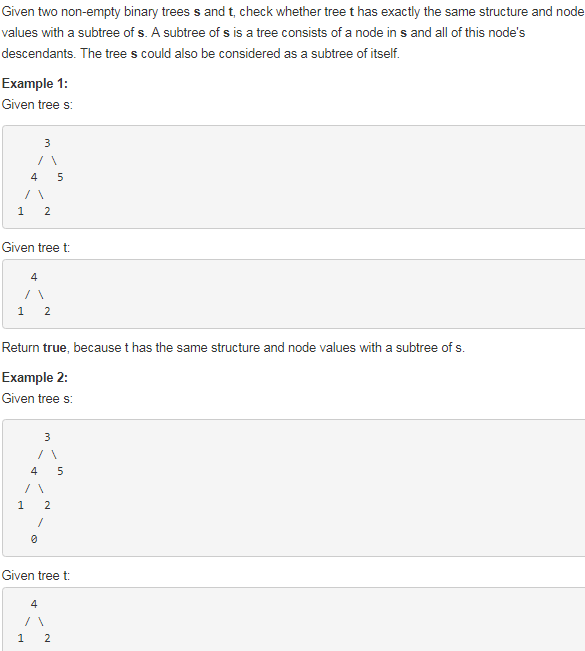 Given two non-empty binary trees s and t, check whether tree t has exactly the same structure and node
values with a subtree of s. A subtree of s is a tree consists of a node in s and all of this node's
descendants. The tree s could also be considered as a subtree of itself.
Example 1:
Given tree s:
3
/ \
4 5
/ \
1 2
Given tree t:
4
/ \
1 2
Return true, because t has the same structure and node values with a subtree of s.
Example 2:
Given tree s:
3
/ \
4 5
/ \
1 2
/
0
Given tree t:
4
/ \
1 2